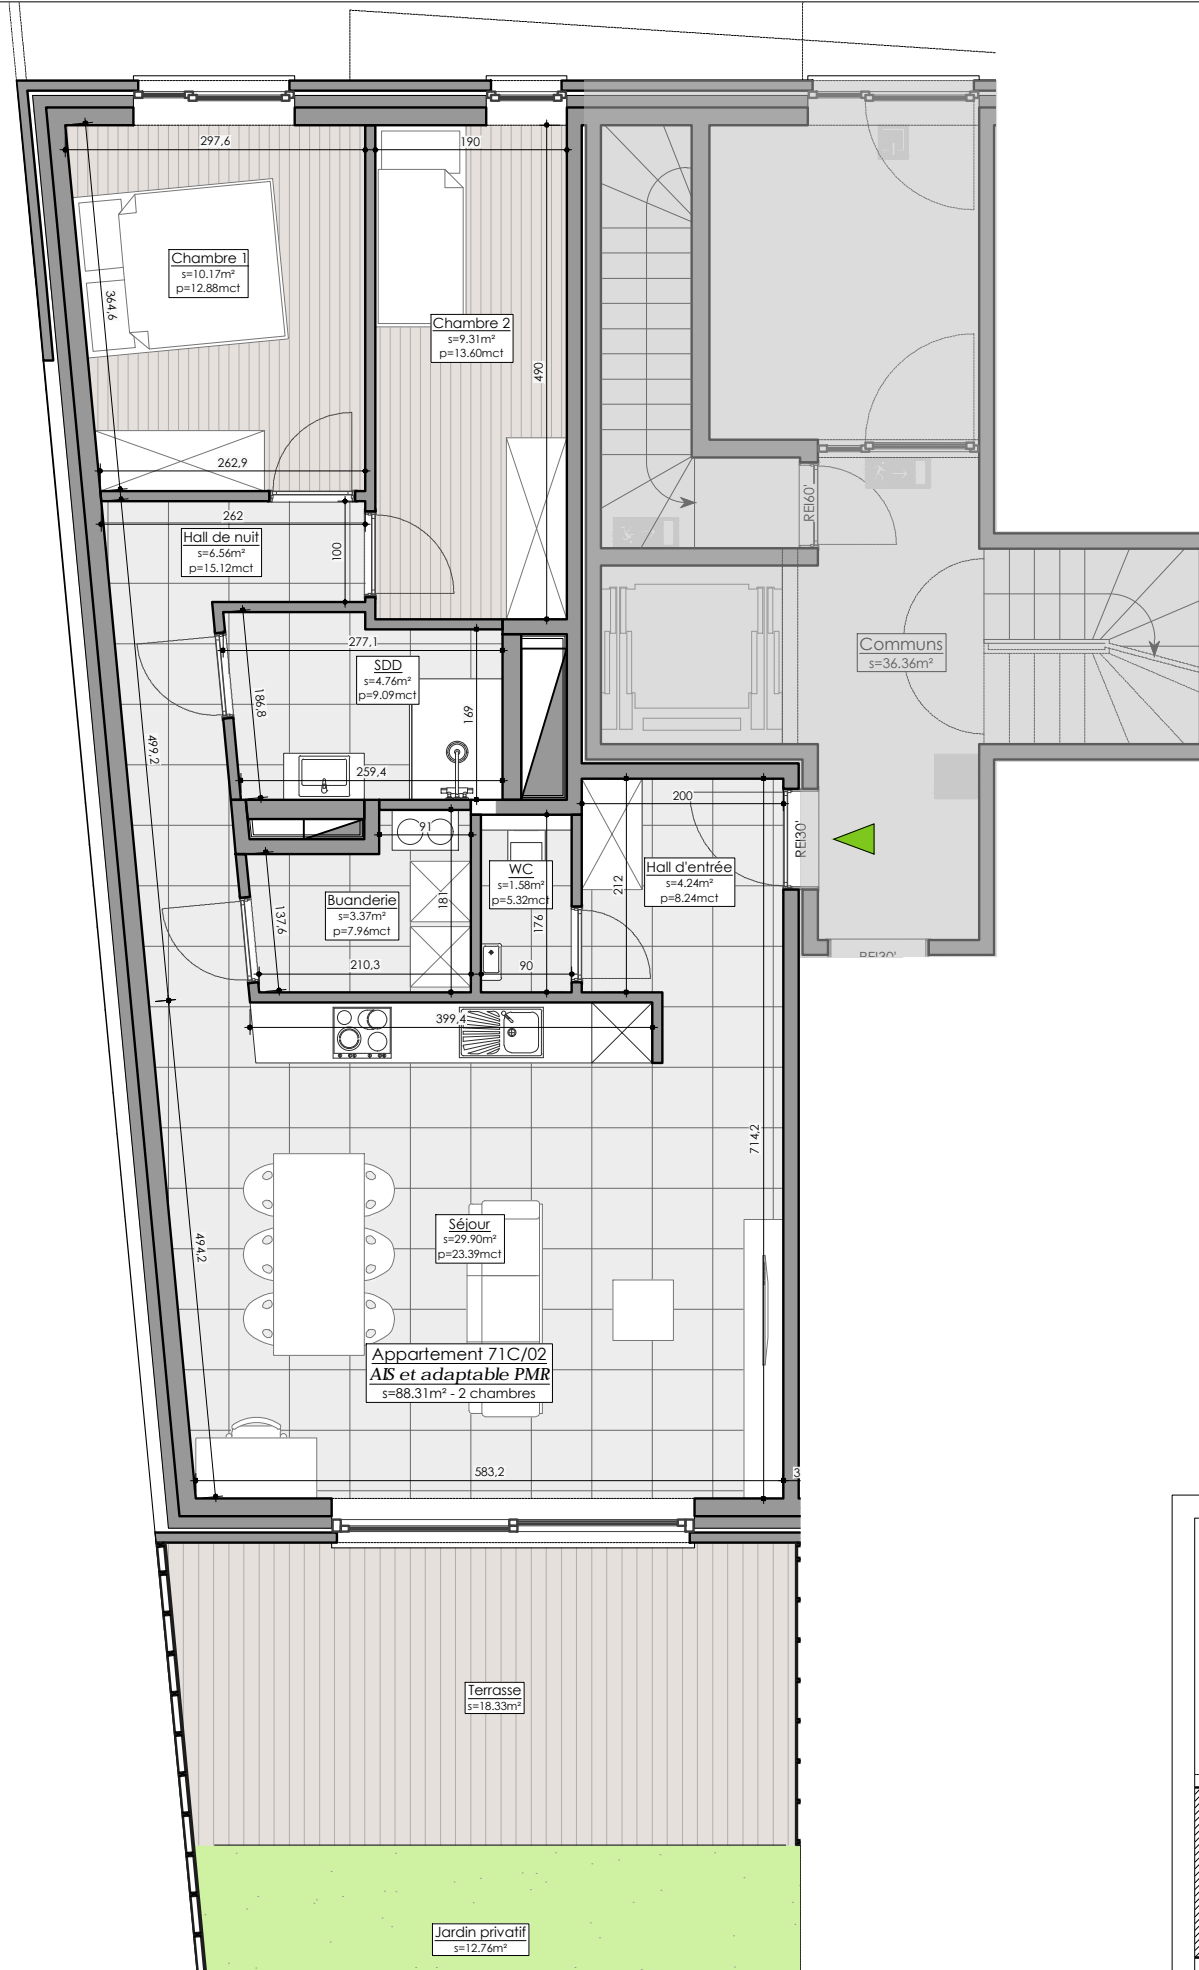 297,6
190
Chambre 1
s=10.17m²
p=12.88mct
364,6
Chambre 2
s=9.31m²
p=13.60mct
490
262,9
262
Hall de nuit
s=6.56m²
p=15.12mct
100
REI60'
277,1
SDD
s=4.76m²
p=9.09mct
186,8
169
Communs
s=36.36m²
499,2
259,4
200
91
REI30'
WC
s=1.58m²
p=5.32mct
Hall d'entrée
s=4.24m²
p=8.24mct
212
Buanderie
s=3.37m²
p=7.96mct
181
137,6
176
REI30'
210,3
90
399,4
714,2
Séjour
s=29.90m²
p=23.39mct
494,2
Appartement 71C/02
AIS et adaptable PMR
s=88.31m² - 2 chambres
583,2
3
Terrasse
s=18.33m²
Jardin privatif
s=12.76m²